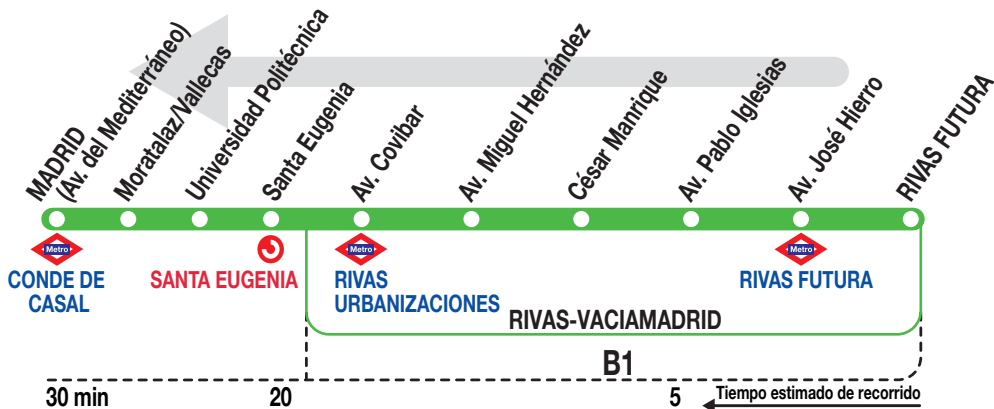 MADRID
(Av. del Mediterráneo)
Moratalaz/Vallecas
Universidad Politécnica
Santa Eugenia
Av. Covibar
Av. Miguel Hernández
César Manrique
Av. Pablo Iglesias
Av. José Hierro
RIVAS FUTURA
Metro
Metro
Metro
CONDE DE
CASAL
SANTA EUGENIA
RIVAS
URBANIZACIONES
RIVAS FUTURA
RIVAS-VACIAMADRID
B1
30 min
20
5
Tiempo estimado de recorrido